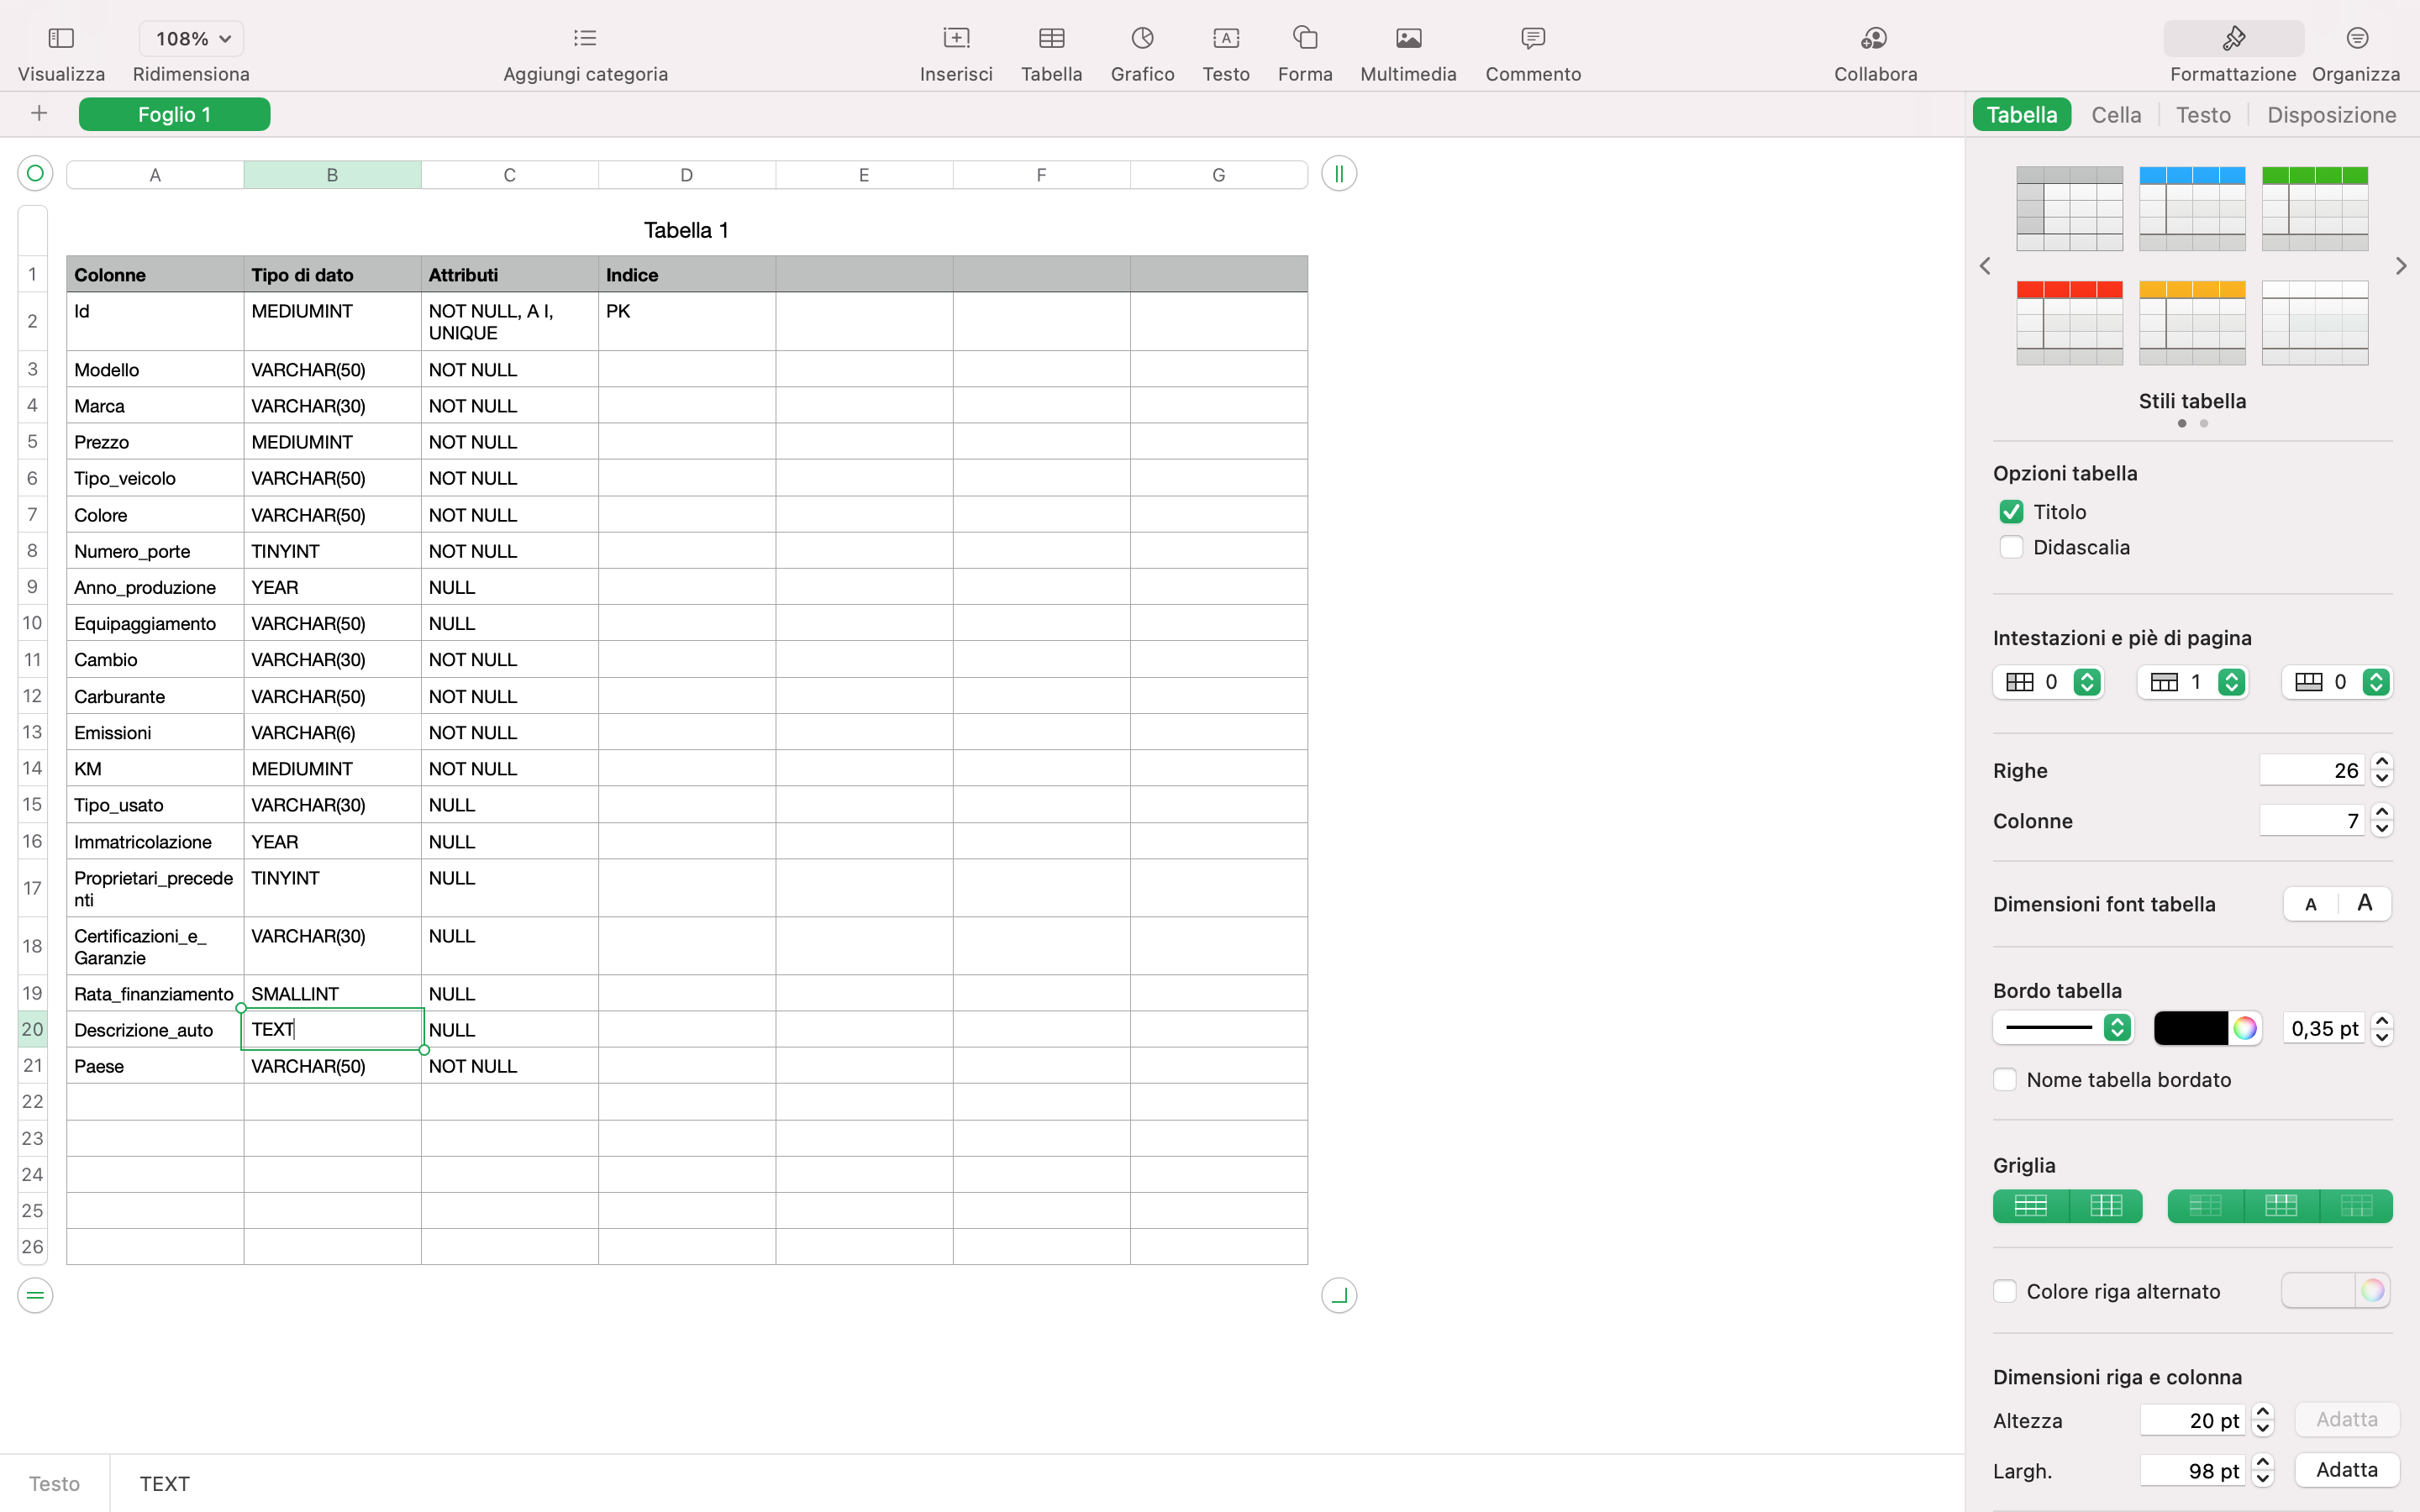 108%
Visualizza Ridimensiona Aggiungi categoria Inserisci Tabella Grafico Testo Forma Multimedia Commento Collabora Formattazione Organizza
Foglio 1
Tabella Cella Testo Disposizione
A B C D E F G
Tabella 1
1 Colonne Tipo di dato Attributi Indice
2 Id MEDIUMINT NOT NULL, A I, PK
UNIQUE
3 Modello VARCHAR(50) NOT NULL
4 Marca VARCHAR(30) NOT NULL
5 Prezzo MEDIUMINT NOT NULL
6 Tipo_veicolo VARCHAR(50) NOT NULL
7 Colore VARCHAR(50) NOT NULL
8 Numero_porte TINYINT NOT NULL
9 Anno_produzione YEAR NULL
10 Equipaggiamento VARCHAR(50) NULL
11 Cambio VARCHAR(30) NOT NULL
12 Carburante VARCHAR(50) NOT NULL
13 Emissioni VARCHAR(6) NOT NULL
14 KM MEDIUMINT NOT NULL
15 Tipo_usato VARCHAR(30) NULL
16 Immatricolazione YEAR NULL
17 Proprietari_precede TINYINT NULL
nti
18 Certificazioni_e_ VARCHAR(30) NULL
Garanzie
19 Rata_finanziamento SMALLINT NULL
20 Descrizione_auto TEXT NULL
21 Paese VARCHAR(50) NOT NULL
22
23
24
25
26
Testo TEXT
Stili tabella
Opzioni tabella
Titolo
Didascalia
Intestazioni e piè di pagina
0 1 0
Righe 26
Colonne 7
Dimensioni font tabella A A
Bordo tabella
0,35 pt
Nome tabella bordato
Griglia
Colore riga alternato
Dimensioni riga e colonna
Altezza 20 pt Adatta
Largh. 98 pt Adatta